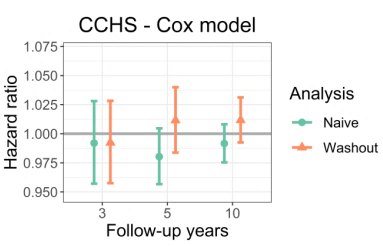 CCHS - Cox model
1.075
1.050
1.025
1.000
0.975
0.950
Hazard ratio
3 5 10
Follow-up years
Analysis
Naive
Washout